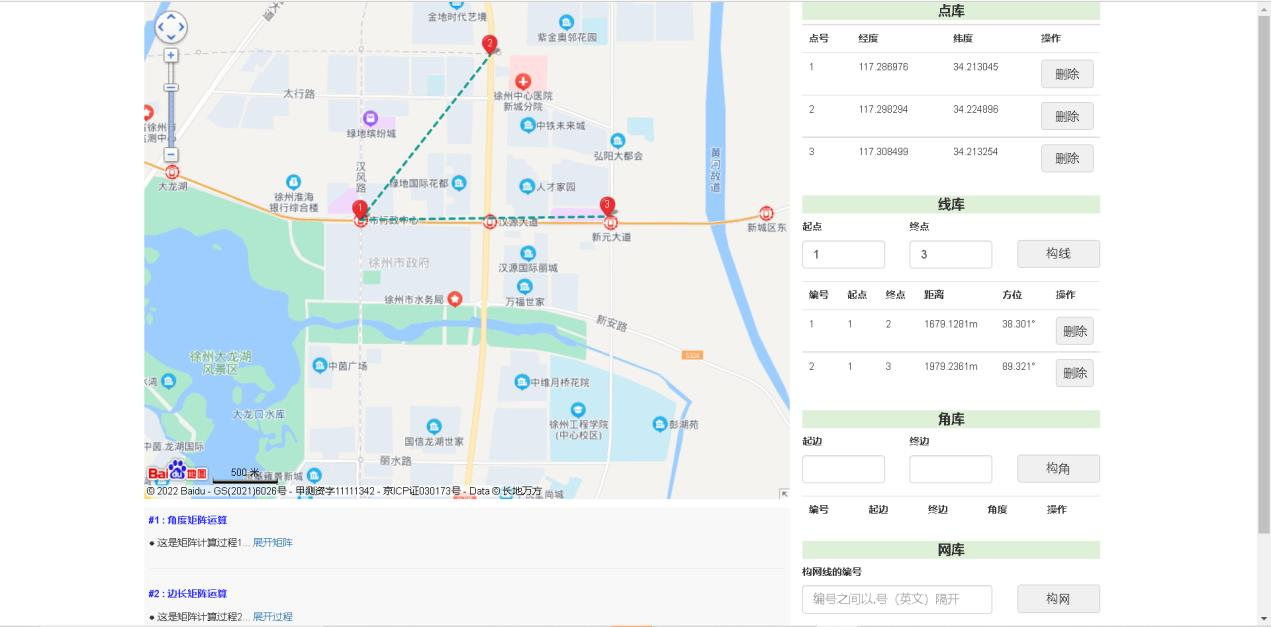 大道
金地时代艺境
紫金奥邻花园
2
徐州中心医院
新城分院
太行路
绿地缤纷城
中铁未来城
弘阳大都会
黄河故道
汉风路
大龙湖
徐州淮海
银行综合楼
绿地国际花都
人才家园
1
市行政中心
汉源大道
3
新元大道
新城区东
徐州市政府
汉源国际丽城
徐州市水务局
万福世家
新安路
S324
徐州大龙湖
风景区
中茵广场
中维月桥花院
大龙口水库
徐州工程学院
(中心校区)
彭湖苑
国信龙湖世家
中茵.龙湖国际
丽水路
Bai 地图
500 米
© 2022 Baidu - GS(2021)6026号 - 甲测资字11111342 - 京ICP证030173号 - Data © 长地万方
#1 : 角度矩阵运算
● 这是矩阵计算过程1... 展开矩阵
#2 : 边长矩阵运算
● 这是矩阵计算过程2... 展开过程
点库
点号 经度 纬度 操作
1 117.286976 34.213045 删除
2 117.298294 34.224896 删除
3 117.308499 34.213254 删除
线库
起点 终点
1 3 构线
编号 起点 终点 距离 方位 操作
1 1 2 1679.1281m 38.301° 删除
2 1 3 1979.2361m 89.321° 删除
角库
起边 终边
构角
编号 起边 终边 角度 操作
网库
构网线的编号
编号之间以,号（英文）隔开 构网